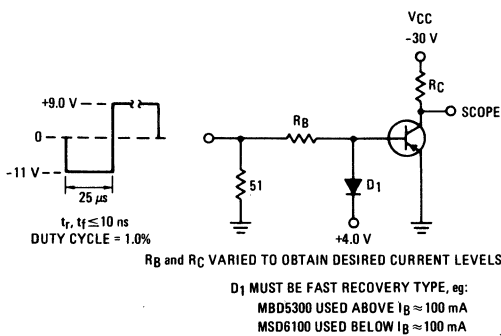 VCC
-30 V
RC
SCOPE
+9.0 V
0
-11 V
25 µs
RB
51
D1
+4.0 V
tr, tf ≤ 10 ns
DUTY CYCLE = 1.0%
RB and RC VARIED TO OBTAIN DESIRED CURRENT LEVELS
D1 MUST BE FAST RECOVERY TYPE, eg:
MBD5300 USED ABOVE IB ≈ 100 mA
MSD6100 USED BELOW IB ≈ 100 mA